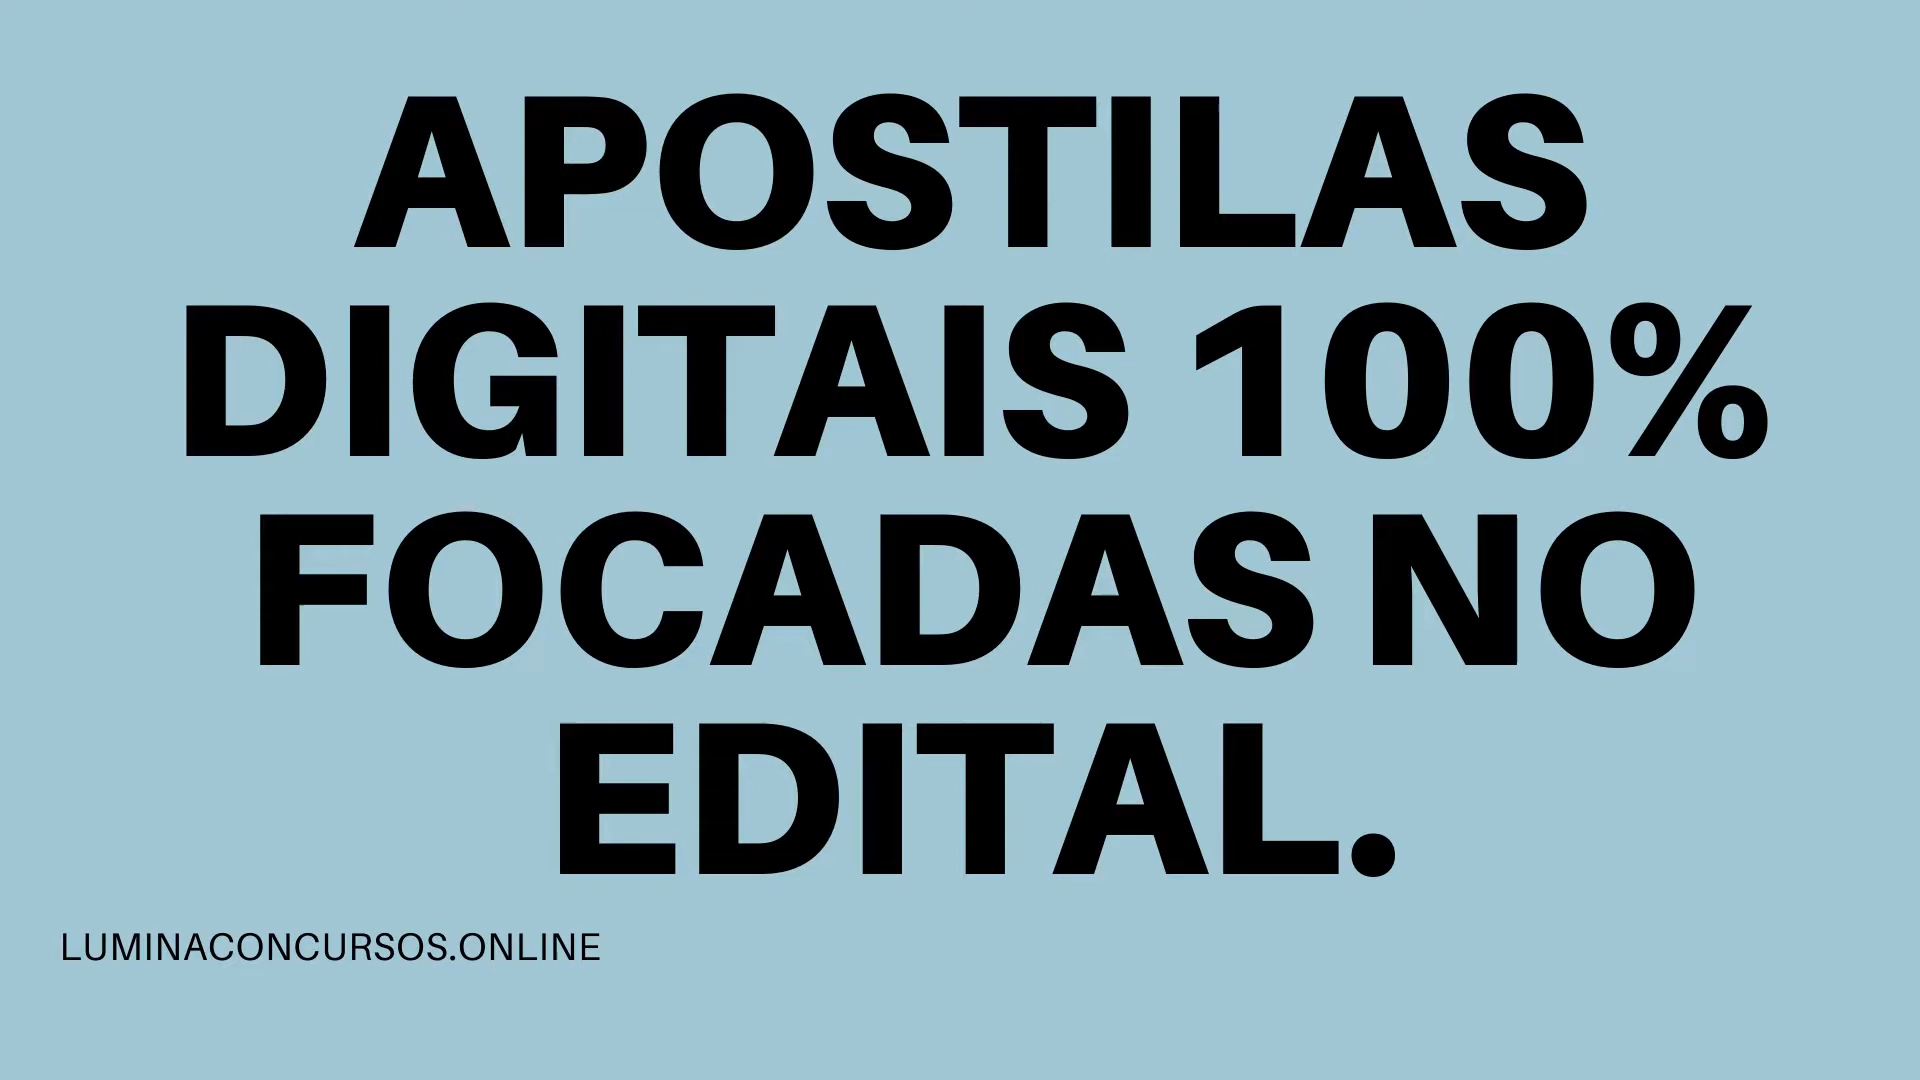 APOSTILAS
DIGITAIS 100%
FOCADAS NO
EDITAL.
LUMINACONCURSOS.ONLINE